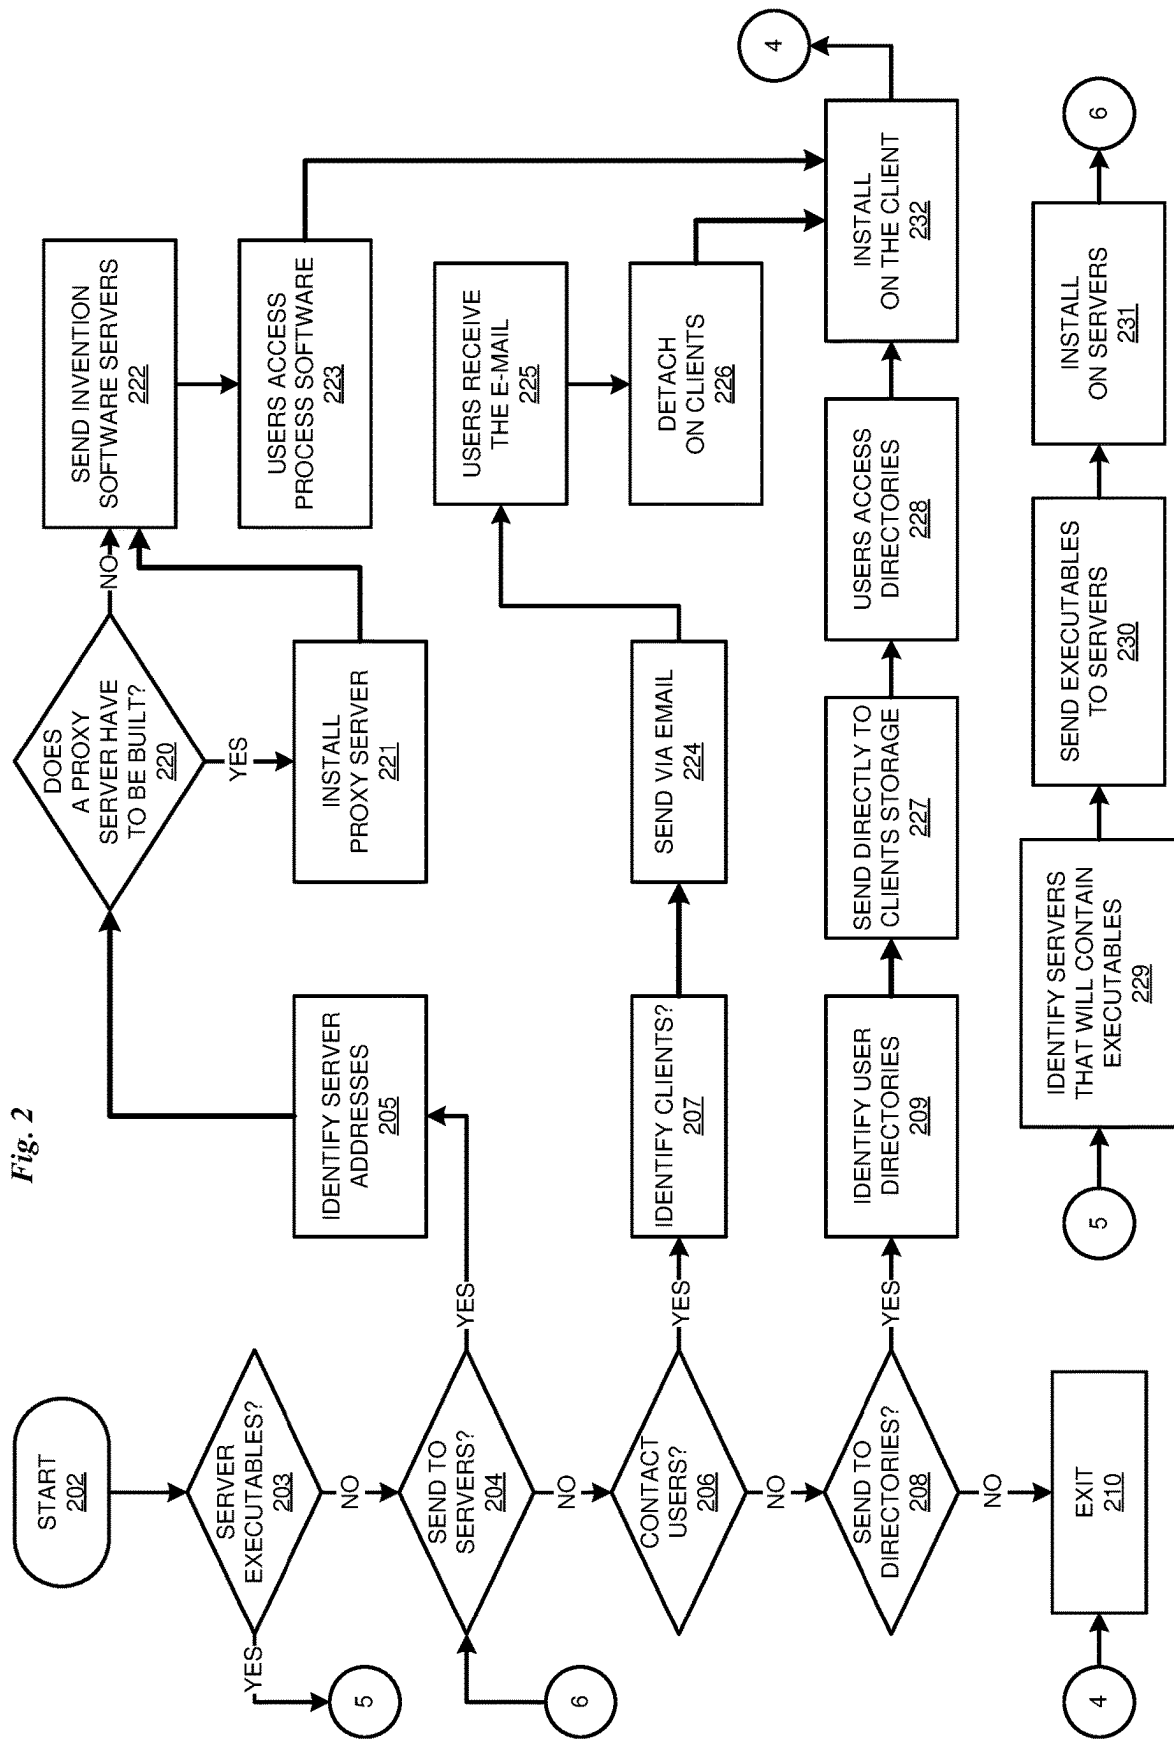 Fig. 2
START
202
SERVER
EXECUTABLES?
203
YES
5
NO
SEND TO
SERVERS?
204
6
YES
NO
IDENTIFY SERVER
ADDRESSES
205
DOES
A PROXY
SERVER HAVE
TO BE BUILT?
220
NO
YES
INSTALL
PROXY SERVER
221
SEND INVENTION
SOFTWARE SERVERS
222
USERS ACCESS
PROCESS SOFTWARE
223
CONTACT
USERS?
206
YES
NO
IDENTIFY CLIENTS?
207
SEND VIA EMAIL
224
USERS RECEIVE
THE E-MAIL
225
DETACH
ON CLIENTS
226
SEND TO
DIRECTORIES?
208
YES
NO
IDENTIFY USER
DIRECTORIES
209
SEND DIRECTLY TO
CLIENTS STORAGE
227
USERS ACCESS
DIRECTORIES
228
INSTALL
ON THE CLIENT
232
4
EXIT
210
4
5
IDENTIFY SERVERS
THAT WILL CONTAIN
EXECUTABLES
229
SEND EXECUTABLES
TO SERVERS
230
INSTALL
ON SERVERS
231
6